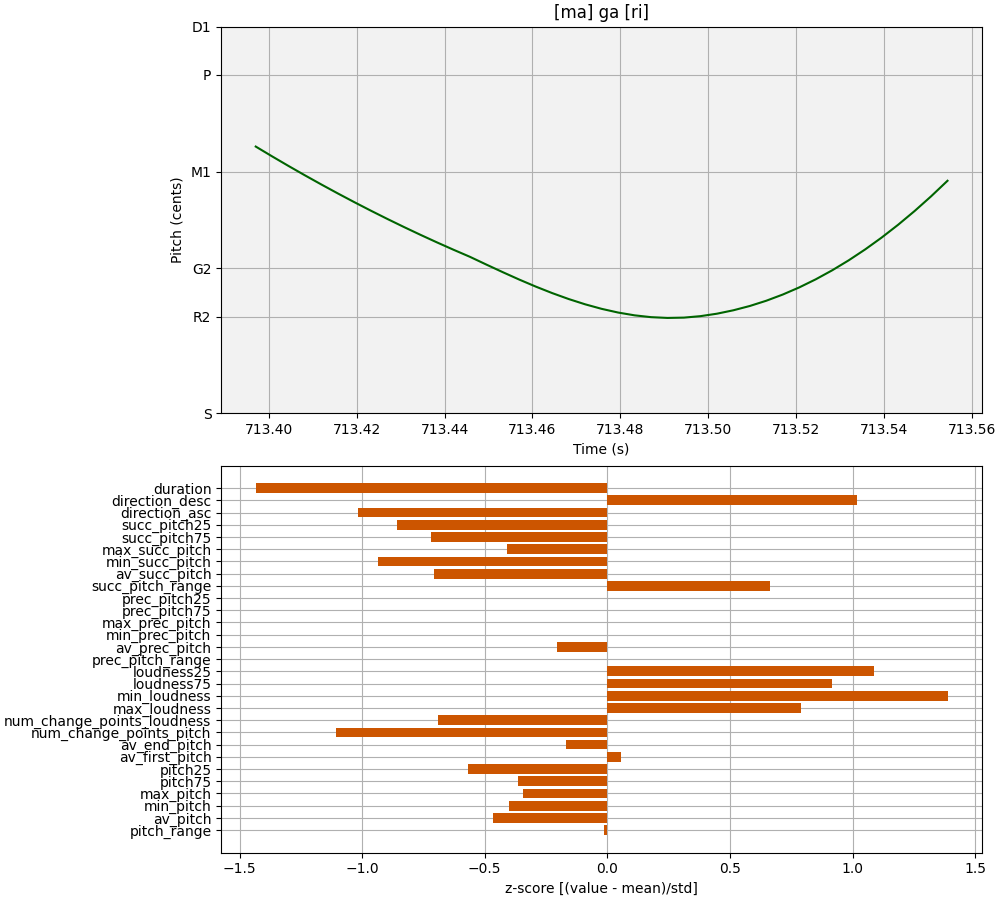 [ma] ga [ri]
D1
P
M1
G2
R2
S
Pitch (cents)
713.40 713.42 713.44 713.46 713.48 713.50 713.52 713.54 713.56
Time (s)
duration
direction_desc
direction_asc
succ_pitch25
succ_pitch75
max_succ_pitch
min_succ_pitch
av_succ_pitch
succ_pitch_range
prec_pitch25
prec_pitch75
max_prec_pitch
min_prec_pitch
av_prec_pitch
prec_pitch_range
loudness25
loudness75
min_loudness
max_loudness
num_change_points_loudness
num_change_points_pitch
av_end_pitch
av_first_pitch
pitch25
pitch75
max_pitch
min_pitch
av_pitch
pitch_range
−1.5 −1.0 −0.5 0.0 0.5 1.0 1.5
z-score [(value - mean)/std]